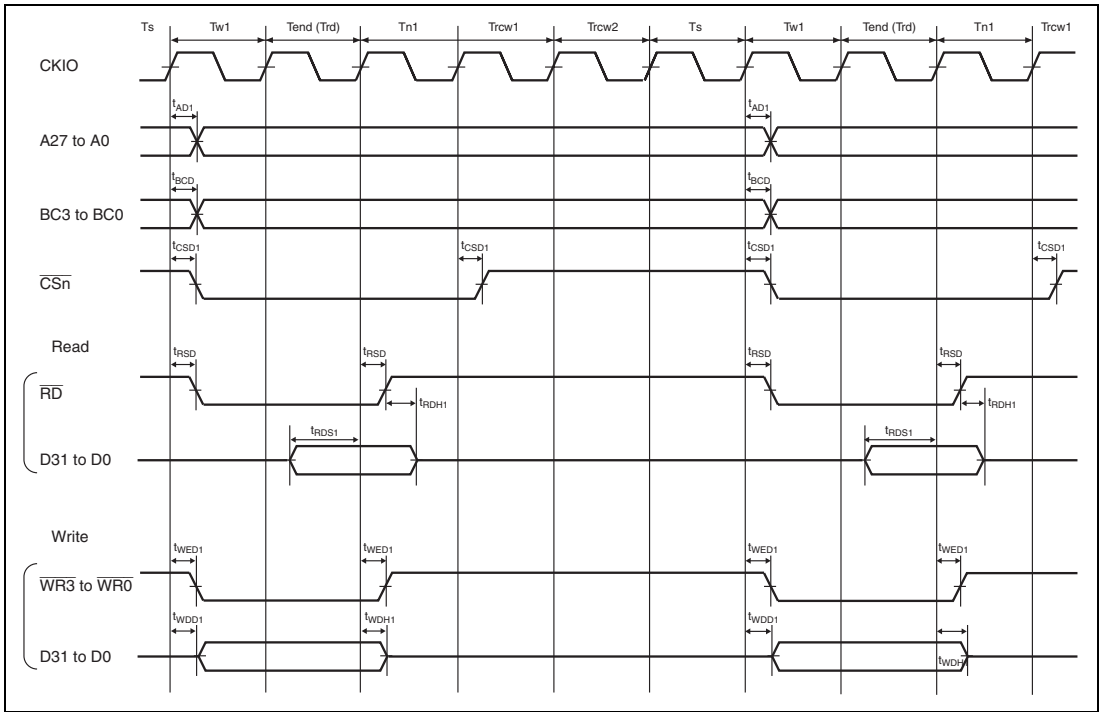 Ts Tw1 Tend (Trd) Tn1 Trcw1 Trcw2 Ts Tw1 Tend (Trd) Tn1 Trcw1
CKIO
tAD1 tAD1
A27 to A0
tBCD tBCD
BC3 to BC0
tCSD1 tCSD1 tCSD1 tCSD1
CSn
Read
tRSD tRSD tRSD tRSD
RD
tRDH1 tRDH1
tRDS1 tRDS1
D31 to D0
Write
tWED1 tWED1 tWED1 tWED1
WR3 to WR0
tWDD1 tWDH1 tWDD1
D31 to D0
tWDH